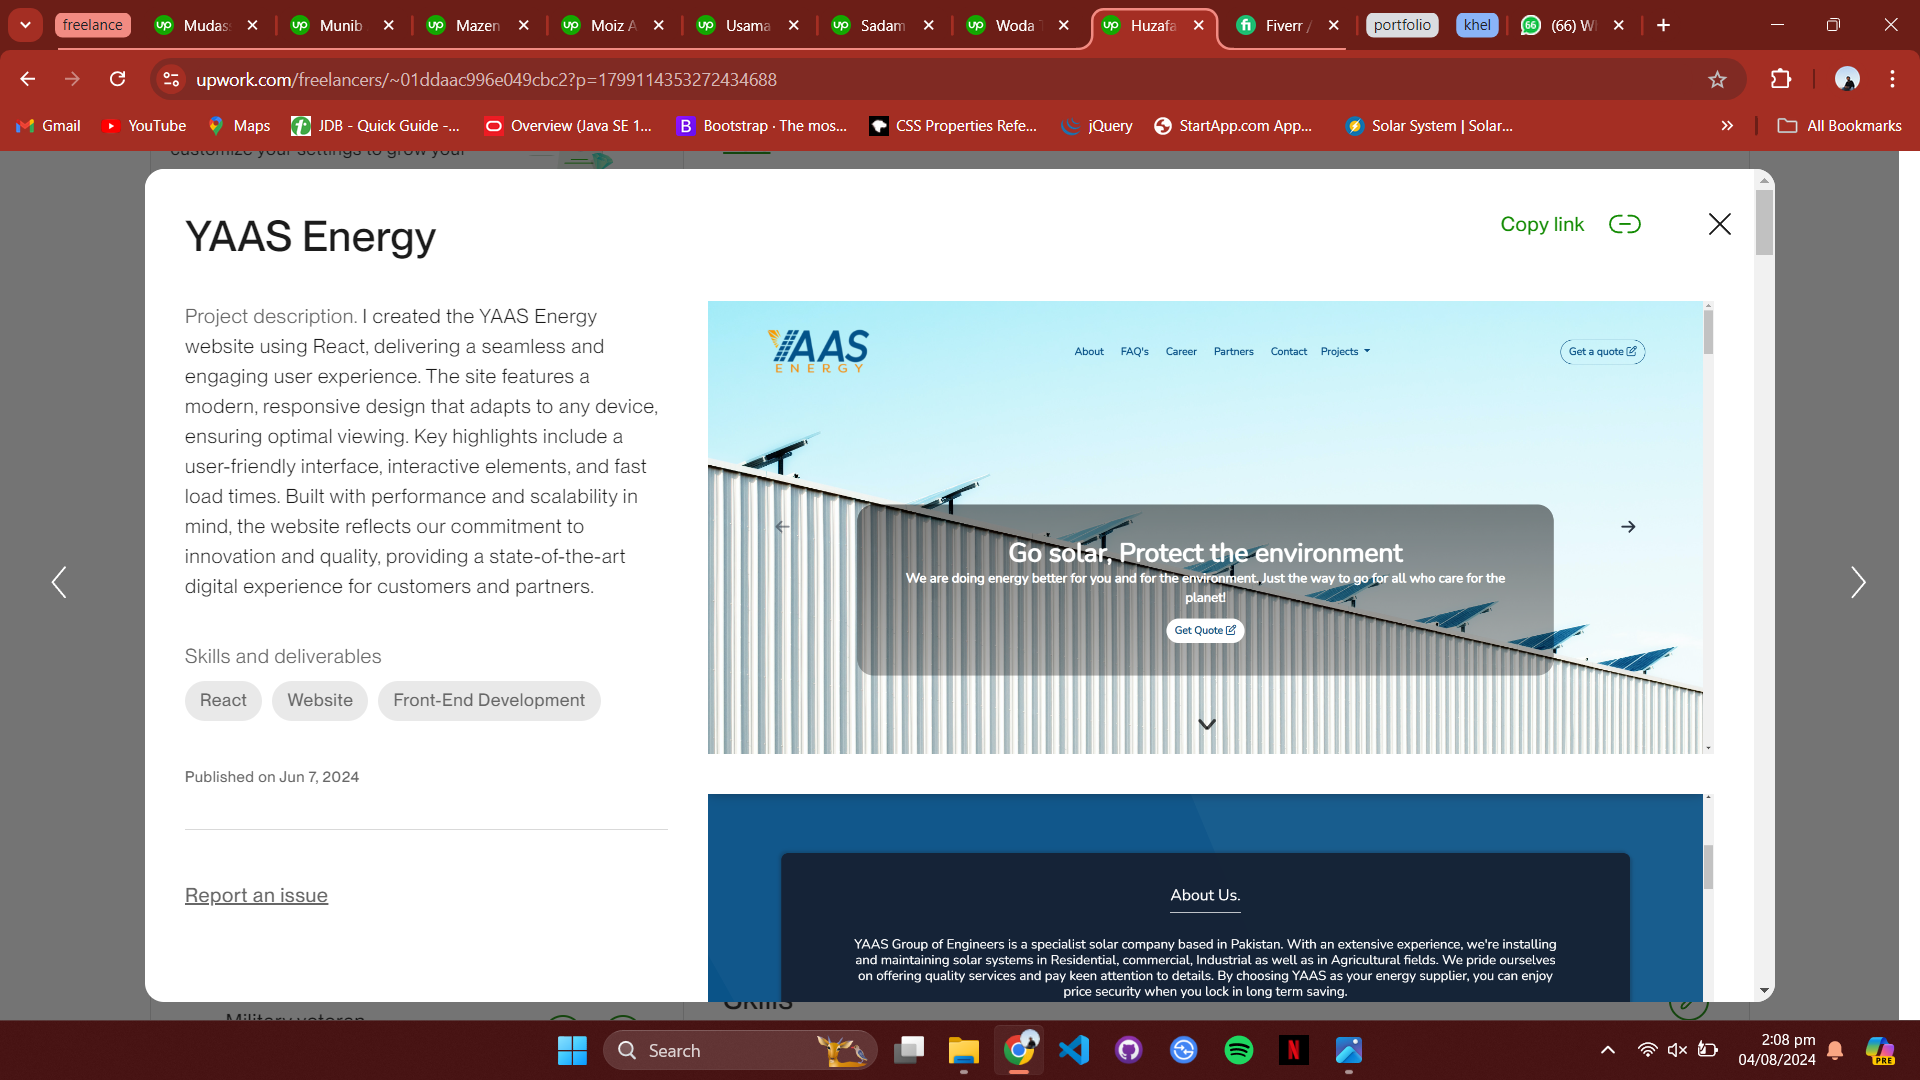 freelance
Mudas
Munib
Mazen
Moiz A
Usama
Sadam
Woda T
Huzafa
Fiverr /
portfolio
khel
(66) W
upwork.com/freelancers/~01ddaac996e049cbc2?p=1799114353272434688
Gmail
YouTube
Maps
JDB - Quick Guide -...
Overview (Java SE 1...
Bootstrap · The mos...
CSS Properties Refe...
jQuery
StartApp.com App...
Solar System | Solar...
All Bookmarks
customize your settings to grow your
YAAS Energy
Copy link
Project description. I created the YAAS Energy
website using React, delivering a seamless and
engaging user experience. The site features a
modern, responsive design that adapts to any device,
ensuring optimal viewing. Key highlights include a
user-friendly interface, interactive elements, and fast
load times. Built with performance and scalability in
mind, the website reflects our commitment to
innovation and quality, providing a state-of-the-art
digital experience for customers and partners.
Skills and deliverables
React
Website
Front-End Development
Published on Jun 7, 2024
Report an issue
YAAS
ENERGY
About
FAQ's
Career
Partners
Contact
Projects
Get a quote
Go solar, Protect the environment
We are doing energy better for you and for the environment. Just the way to go for all who care for the
planet!
Get Quote
About Us.
YAAS Group of Engineers is a specialist solar company based in Pakistan. With an extensive experience, we're installing
and maintaining solar systems in Residential, commercial, Industrial as well as in Agricultural fields. We pride ourselves
on offering quality services and pay keen attention to details. By choosing YAAS as your energy supplier, you can enjoy
price security when you lock in long term saving.
Skills
Military veteran
Search
2:08 pm
04/08/2024
PRE